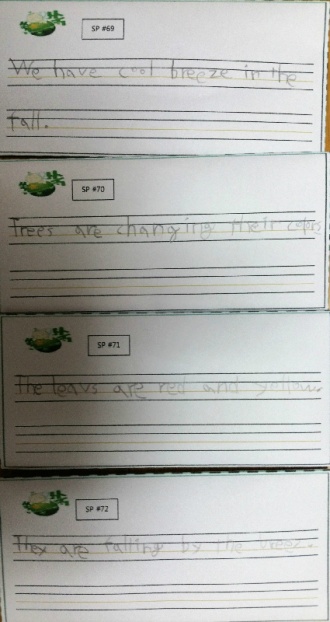 SP #69
We have cool breeze in the
fall.
SP #70
Trees are changing their colors
SP #71
The leavs are red and yellow.
SP #72
They are falling by the breez.